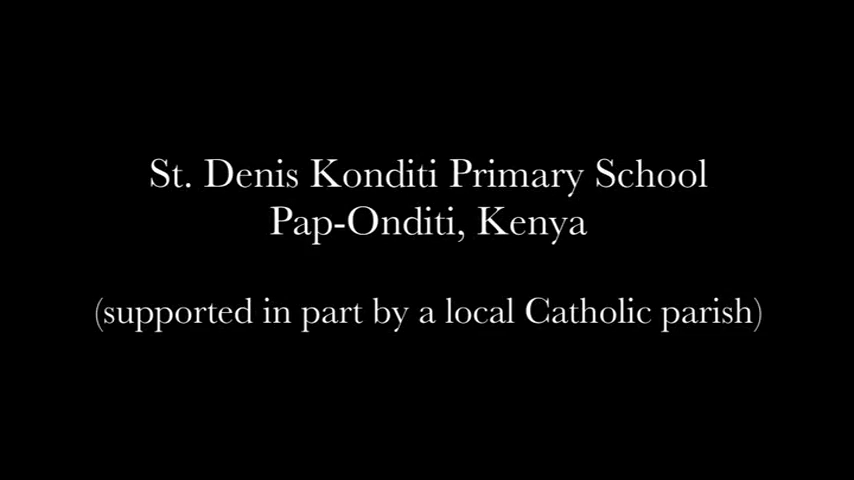 St. Denis Konditi Primary School
Pap-Onditi, Kenya
(supported in part by a local Catholic parish)